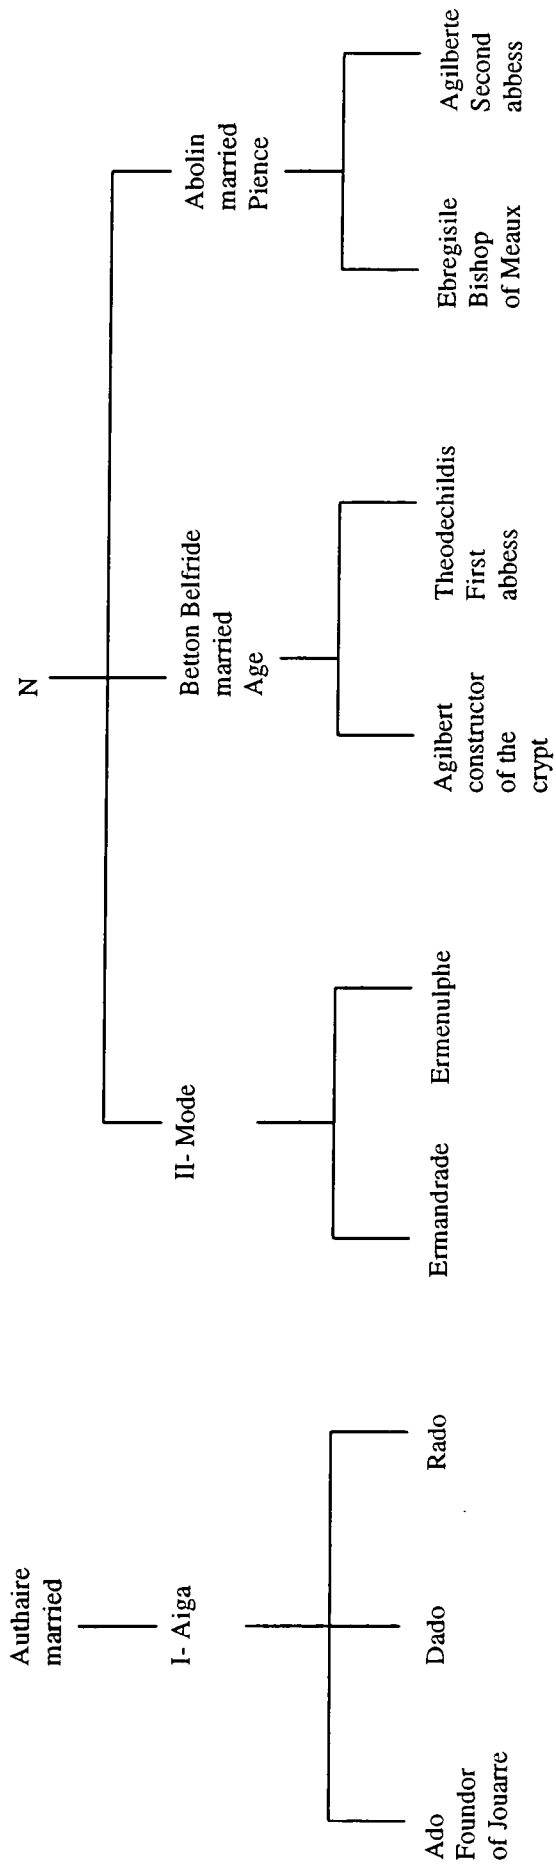 Authaire
married
I- Aiga
Ado
Foundor
of Jouarre
Dado
Rado
N
II- Mode
Ermandrade
Ermenulphe
Betton Belfride
married
Age
Agilbert
constructor
of the
crypt
Theodechildis
First
abbess
Abolin
married
Pience
Ebregisile
Bishop
of Meaux
Agilberte
Second
abbess